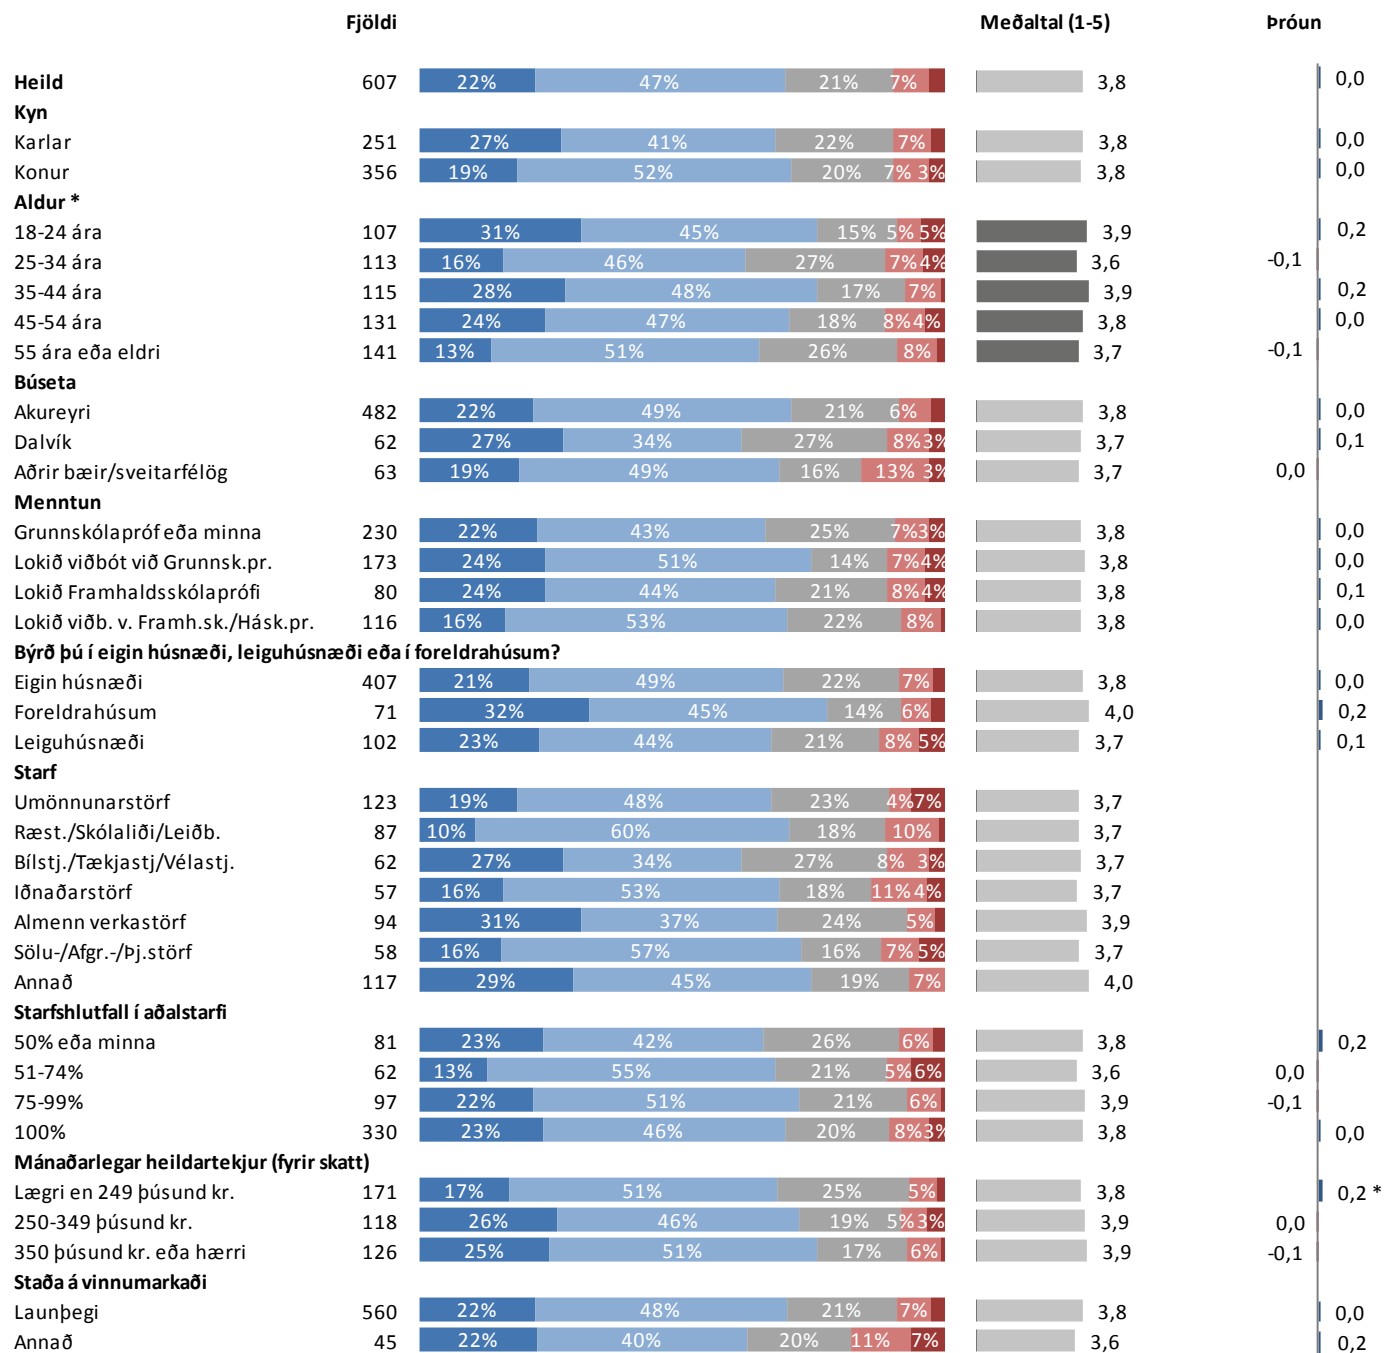 Fjöldi Meðaltal (1-5) Þróun
Heild 607 22% 47% 21% 7% 3,8 0,0
Kyn
Karlar 251 27% 41% 22% 7% 3,8 0,0
Konur 356 19% 52% 20% 7% 3% 3,8 0,0
Aldur *
18-24 ára 107 31% 45% 15% 5% 5% 3,9 0,2
25-34 ára 113 16% 46% 27% 7% 4% 3,6 -0,1
35-44 ára 115 28% 48% 17% 7% 3,9 0,2
45-54 ára 131 24% 47% 18% 8% 4% 3,8 0,0
55 ára eða eldri 141 13% 51% 26% 8% 3,7 -0,1
Búseta
Akureyri 482 22% 49% 21% 6% 3,8 0,0
Dalvík 62 27% 34% 27% 8% 3% 3,7 0,1
Aðrir bæir/sveitarfélög 63 19% 49% 16% 13% 3% 3,7 0,0
Menntun
Grunnskólapróf eða minna 230 22% 43% 25% 7% 3% 3,8 0,0
Lokið viðbót við Grunnsk.pr. 173 24% 51% 14% 7% 4% 3,8 0,0
Lokið Framhaldsskólaprófi 80 24% 44% 21% 8% 4% 3,8 0,1
Lokið viðb. v. Framh.sk./Hásk.pr. 116 16% 53% 22% 8% 3,8 0,0
Býrð þú í eigin húsnæði, leiguhúsnæði eða í foreldrahúsum?
Eigin húsnæði 407 21% 49% 22% 7% 3,8 0,0
Foreldrahúsum 71 32% 45% 14% 6% 4,0 0,2
Leiguhúsnæði 102 23% 44% 21% 8% 5% 3,7 0,1
Starf
Umönnunarstörf 123 19% 48% 23% 4% 7% 3,7
Ræst./Skólaliði/Leiðb. 87 10% 60% 18% 10% 3,7
Bílstj./Tækjastj/Vélastj. 62 27% 34% 27% 8% 3% 3,7
Iðnaðarstörf 57 16% 53% 18% 11% 4% 3,7
Almenn verkastörf 94 31% 37% 24% 5% 3,9
Sölu-/Afgr.-/Þj.störf 58 16% 57% 16% 7% 5% 3,7
Annað 117 29% 45% 19% 7% 4,0
Starfshlutfall í aðalstarfi
50% eða minna 81 23% 42% 26% 6% 3,8 0,2
51-74% 62 13% 55% 21% 5% 6% 3,6 0,0
75-99% 97 22% 51% 21% 6% 3,9 -0,1
100% 330 23% 46% 20% 8% 3% 3,8 0,0
Mánaðarlegar heildartekjur (fyrir skatt)
Lægri en 249 þúsund kr. 171 17% 51% 25% 5% 3,8 0,2 *
250-349 þúsund kr. 118 26% 46% 19% 5% 3% 3,9 0,0
350 þúsund kr. eða hærri 126 25% 51% 17% 6% 3,9 -0,1
Staða á vinnumarkaði
Launþegi 560 22% 48% 21% 7% 3,8 0,0
Annað 45 22% 40% 20% 11% 7% 3,6 0,2